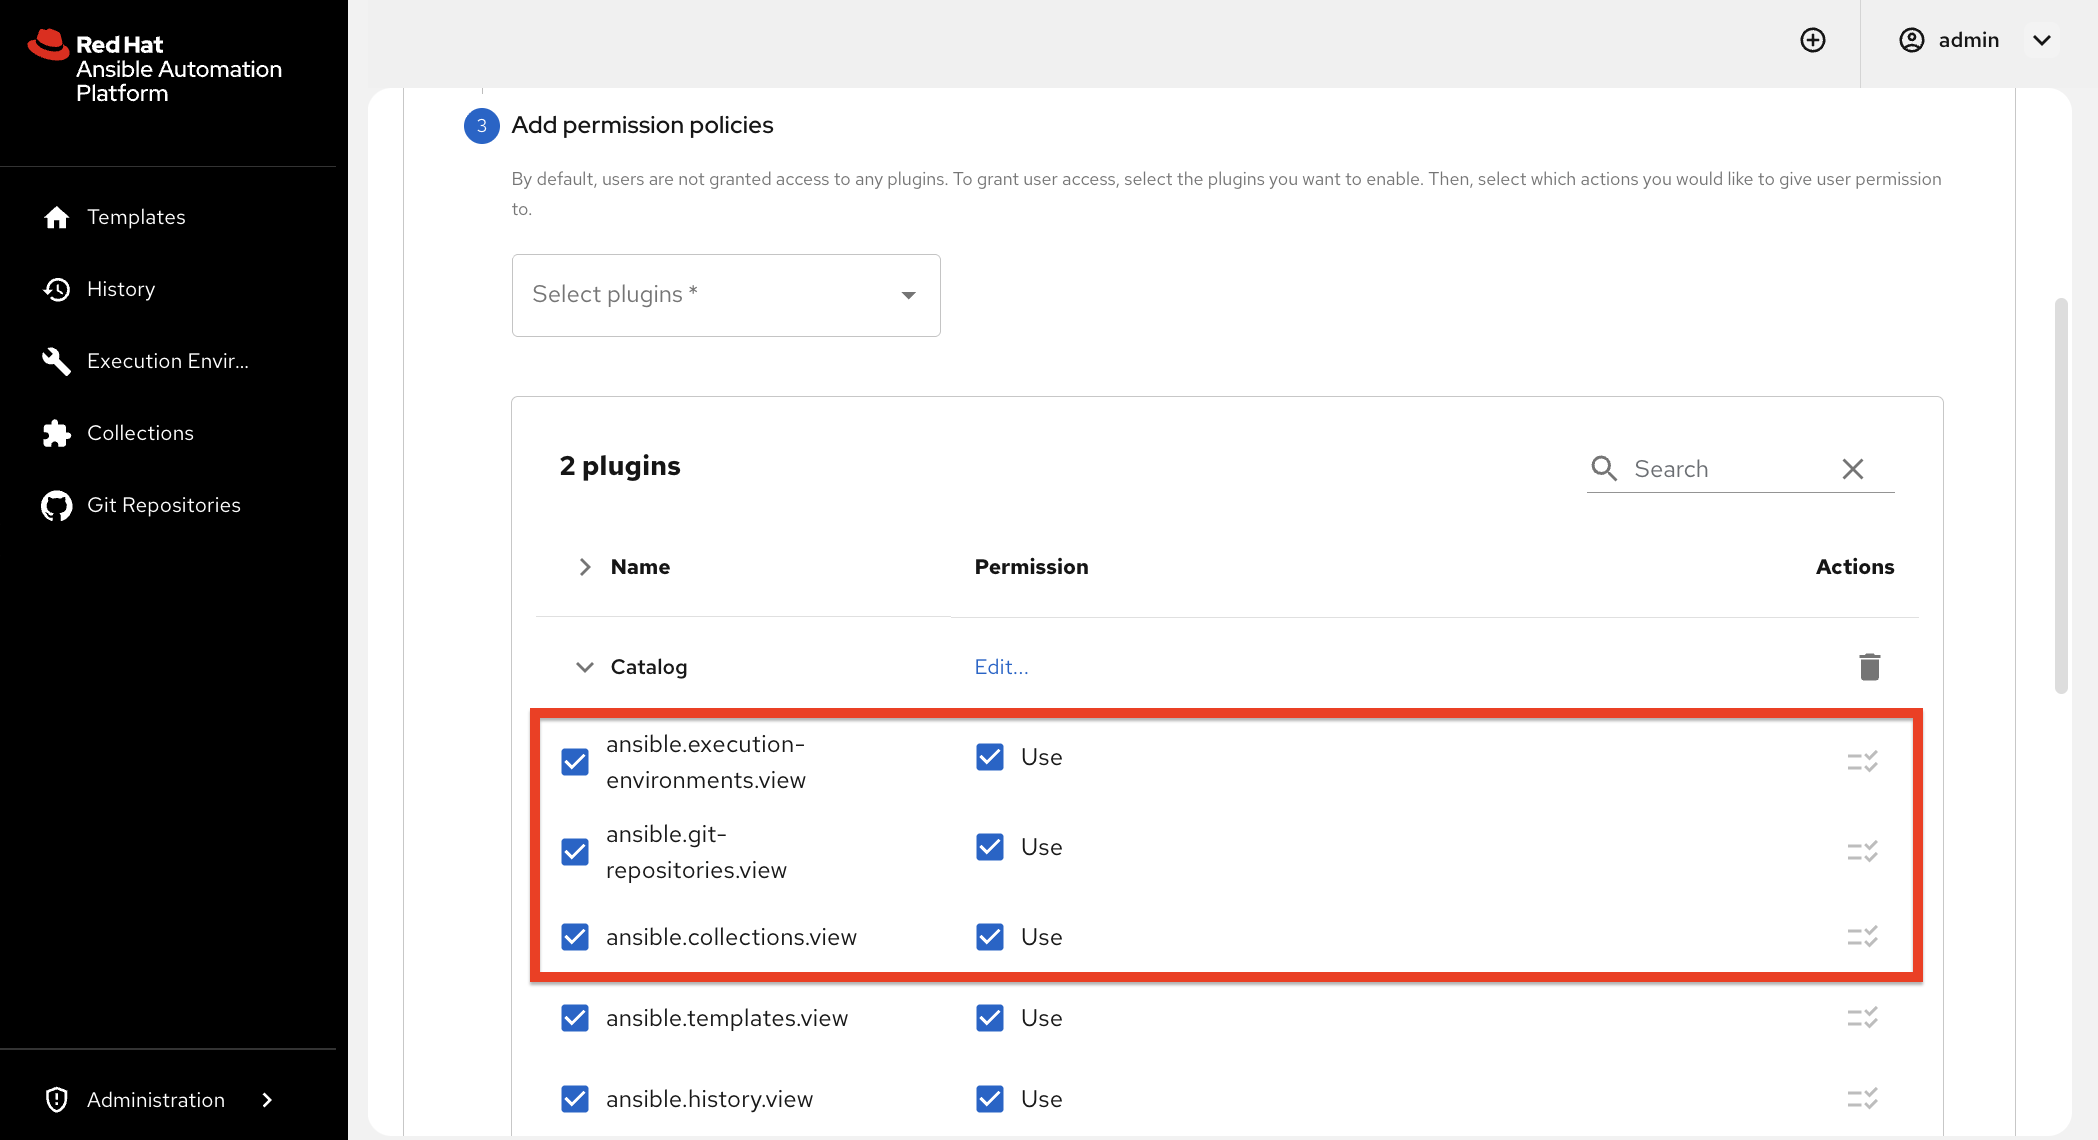 Red Hat
Ansible Automation
Platform
admin
Templates
History
Execution Envir...
Collections
Git Repositories
Administration
3 Add permission policies
By default, users are not granted access to any plugins. To grant user access, select the plugins you want to enable. Then, select which actions you would like to give user permission
to.
Select plugins *
2 plugins
Search
Name Permission Actions
Catalog Edit...
ansible.execution-
environments.view
Use
ansible.git-
repositories.view
Use
ansible.collections.view Use
ansible.templates.view Use
ansible.history.view Use